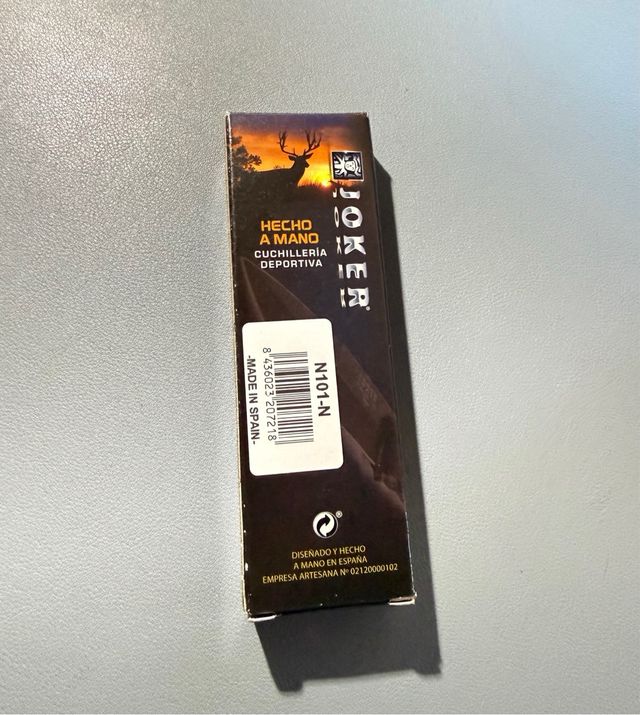 JOKER®
HECHO
A MANO
CUCHILLERÍA
DEPORTIVA
N101-N
8 436023 207218
-MADE IN SPAIN-
®
DISEÑADO Y HECHO
A MANO EN ESPAÑA
EMPRESA ARTESANA Nº 02120000102